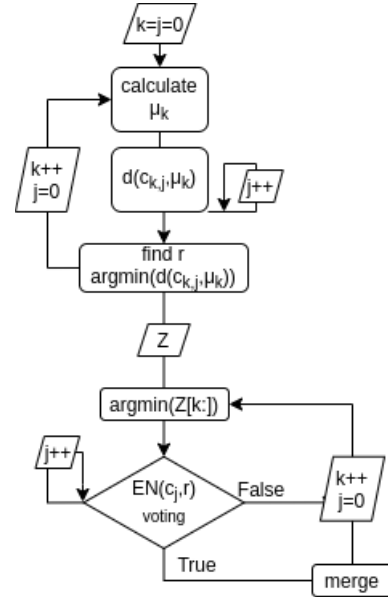 k=j=0
calculate
μk
k++
j=0
d(ck,j,μk)
j++
find r
argmin(d(ck,j,μk))
Z
argmin(Z[k:])
j++
EN(cj,r)
voting
False
k++
j=0
True
merge